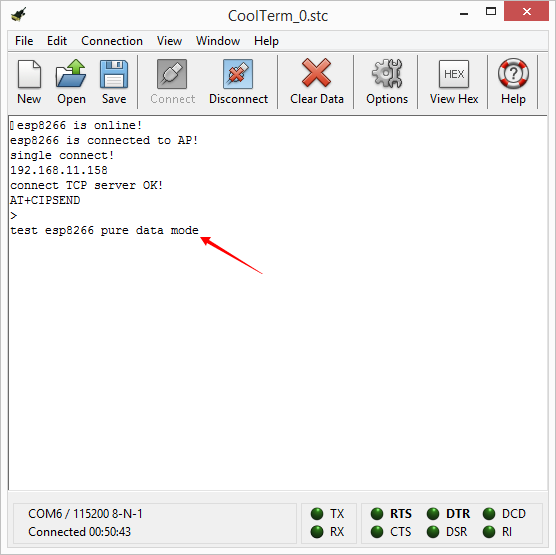 CoolTerm_0.stc
File Edit Connection View Window Help
New Open Save Connect Disconnect Clear Data Options HEX View Hex Help
esp8266 is online!
esp8266 is connected to AP!
single connect!
192.168.11.158
connect TCP server OK!
AT+CIPSEND
>
test esp8266 pure data mode
COM6 / 115200 8-N-1 TX RTS DTR DCD
Connected 00:50:43 RX CTS DSR RI